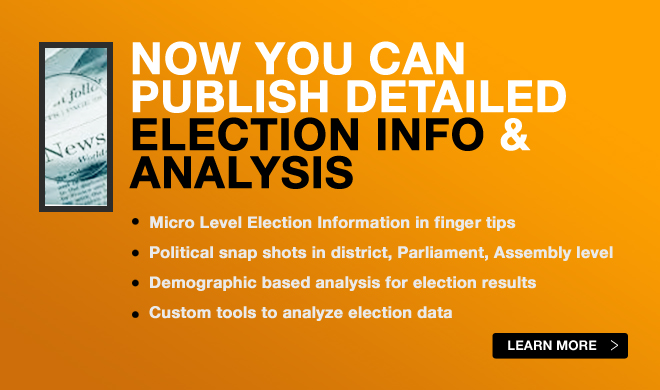 NOW YOU CAN
PUBLISH DETAILED
ELECTION INFO &
ANALYSIS
• Micro Level Election Information in finger tips
• Political snap shots in district, Parliament, Assembly level
• Demographic based analysis for election results
• Custom tools to analyze election data
LEARN MORE >
News
World